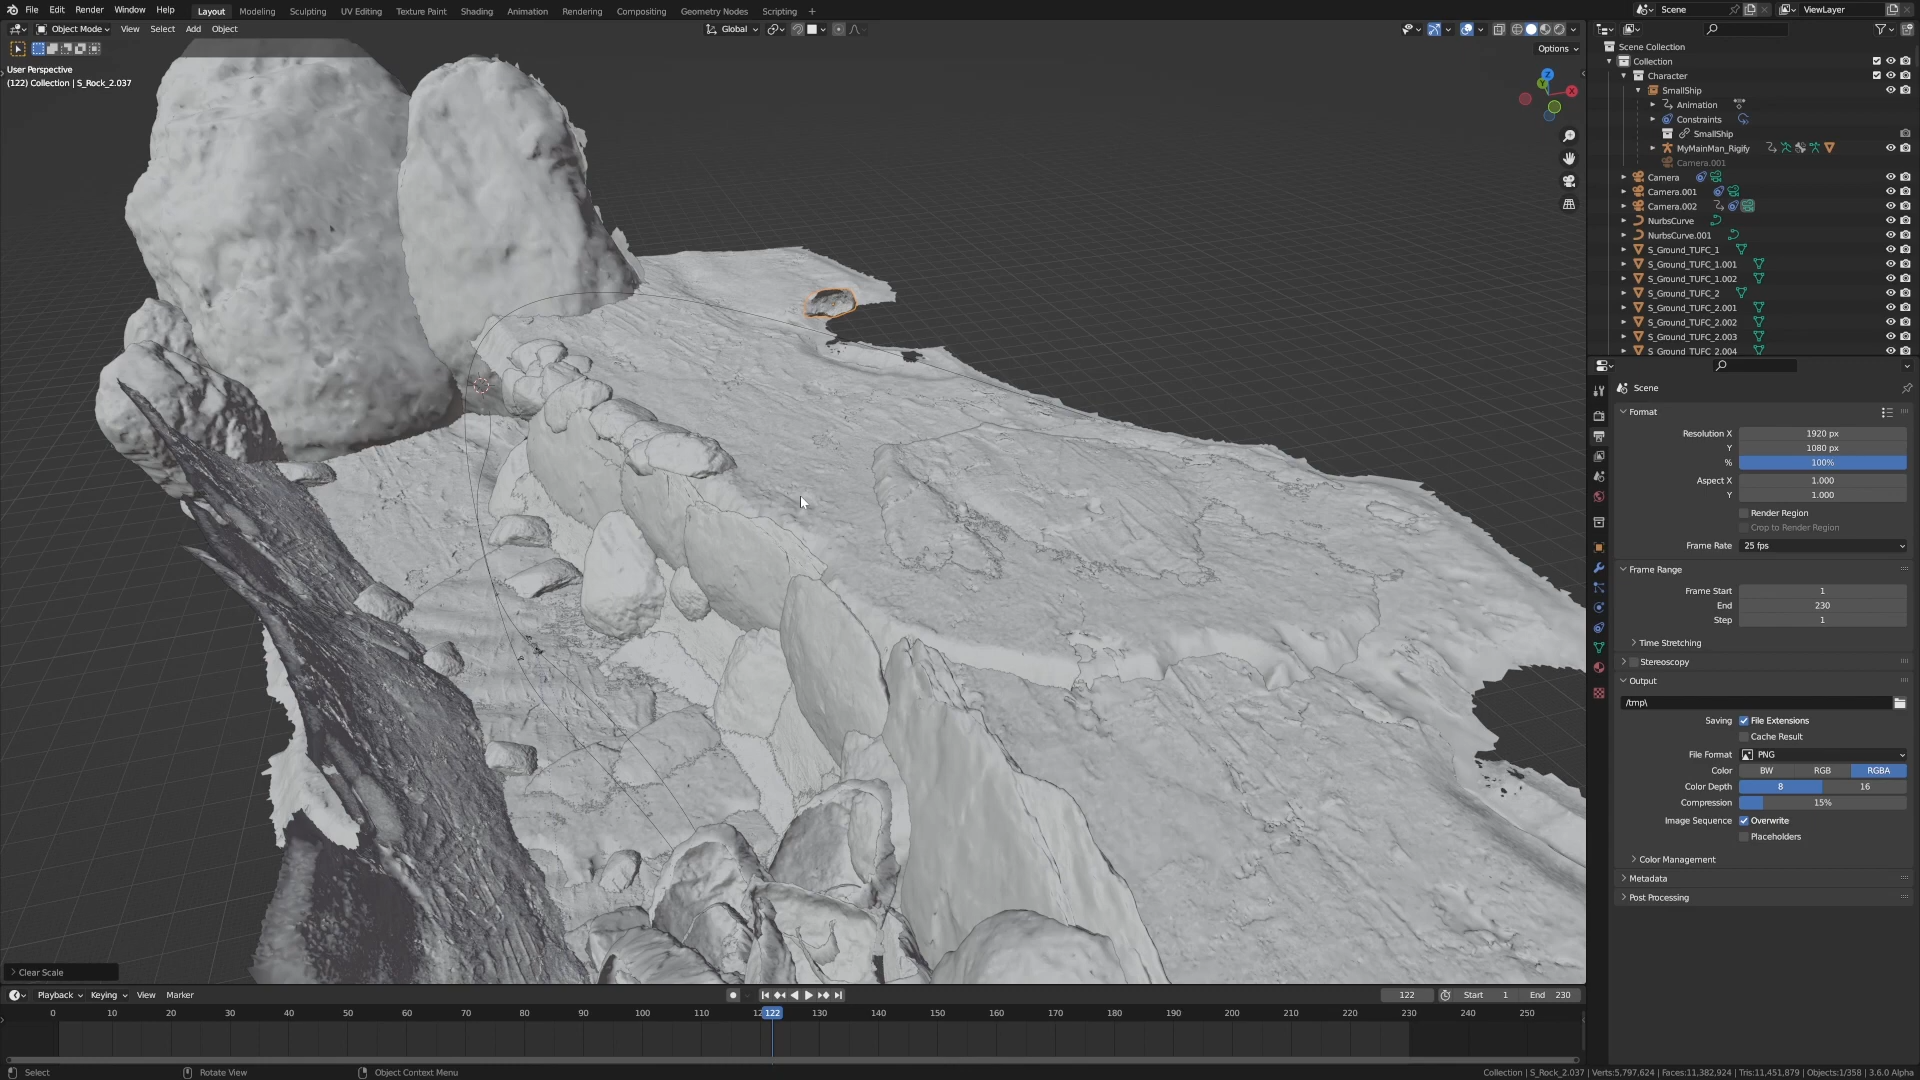 File Edit Render Window Help Layout Modeling Sculpting UV Editing Texture Paint Shading Animation Rendering Compositing Geometry Nodes Scripting + Scene ViewLayer
Object Mode View Select Add Object Global
Options
User Perspective
(122) Collection | S_Rock_2.037
Z
Y
X
Scene Collection
Collection
Character
SmallShip
Animation
Constraints
SmallShip
MyMainMan_Rigify
Camera.001
Camera
Camera.001
Camera.002
NurbsCurve
NurbsCurve.001
S_Ground_TUFC_1
S_Ground_TUFC_1.001
S_Ground_TUFC_1.002
S_Ground_TUFC_2
S_Ground_TUFC_2.001
S_Ground_TUFC_2.002
S_Ground_TUFC_2.003
S_Ground_TUFC_2.004
Scene
Format
Resolution X 1920 px
Y 1080 px
% 100%
Aspect X 1.000
Y 1.000
Render Region
Crop to Render Region
Frame Rate 25 fps
Frame Range
Frame Start 1
End 230
Step 1
Time Stretching
Stereoscopy
Output
/tmp\
Saving File Extensions
Cache Result
File Format PNG
Color BW RGB RGBA
Color Depth 8 16
Compression 15%
Image Sequence Overwrite
Placeholders
Color Management
Metadata
Post Processing
Clear Scale
Playback Keying View Marker 122 Start 1 End 230
0 10 20 30 40 50 60 70 80 90 100 110 122 130 140 150 160 170 180 190 200 210 220 230 240 250
Select Rotate View Object Context Menu Collection | S_Rock_2.037 | Verts:5,797,624 | Faces:11,382,924 | Tris:11,451,879 | Objects:1/358 | 3.6.0 Alpha